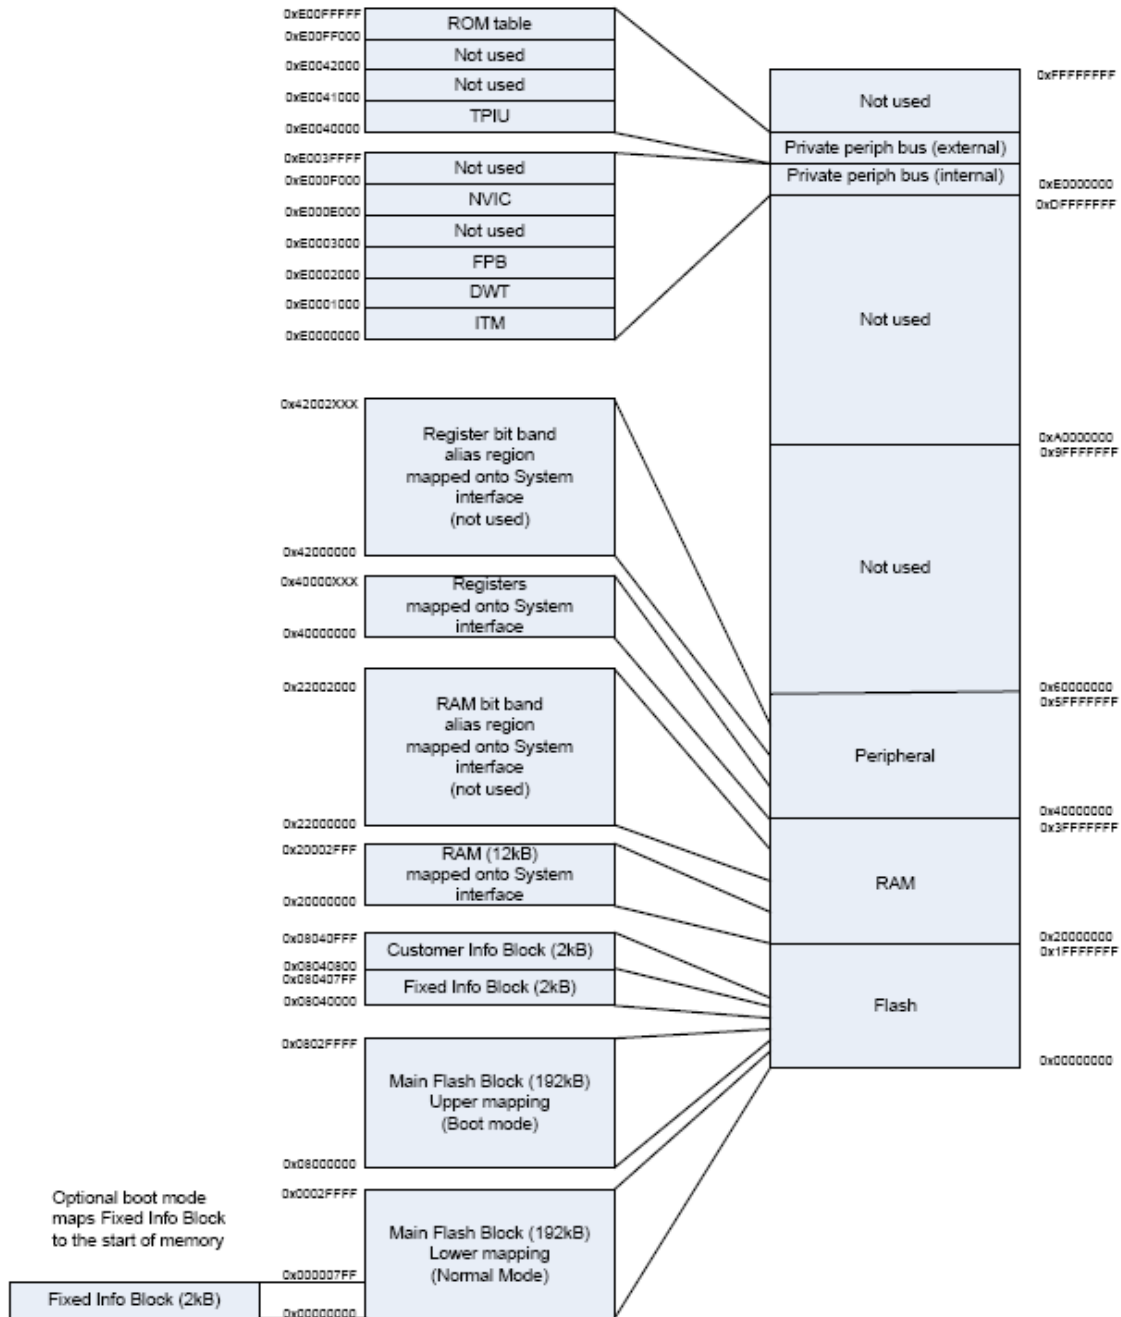 0xE00FFFFF
ROM table
0xE00FF000
Not used
0xE0042000
Not used
0xE0041000
TPIU
0xE0040000
0xE003FFFF
Not used
0xE000F000
NVIC
0xE000E000
Not used
0xE0003000
FPB
0xE0002000
DWT
0xE0001000
ITM
0xE0000000
0x42002XXX
Register bit band
alias region
mapped onto System
interface
(not used)
0x42000000
0x40000XXX
Registers
mapped onto System
interface
0x40000000
0x22002000
RAM bit band
alias region
mapped onto System
interface
(not used)
0x22000000
0x20002FFF
RAM (12kB)
mapped onto System
interface
0x20000000
0x08040FFF
Customer Info Block (2kB)
0x08040800
0x080407FF
Fixed Info Block (2kB)
0x08040000
0x0802FFFF
Main Flash Block (192kB)
Upper mapping
(Boot mode)
0x08000000
0x0002FFFF
Main Flash Block (192kB)
Lower mapping
(Normal Mode)
0x000007FF
0x00000000
Optional boot mode
maps Fixed Info Block
to the start of memory
Fixed Info Block (2kB)
0xFFFFFFFF
Not used
Private periph bus (external)
Private periph bus (internal)
0xE0000000
0xDFFFFFFF
Not used
0xA0000000
0x9FFFFFFF
Not used
0x60000000
0x5FFFFFFF
Peripheral
0x40000000
0x3FFFFFFF
RAM
0x20000000
0x1FFFFFFF
Flash
0x00000000